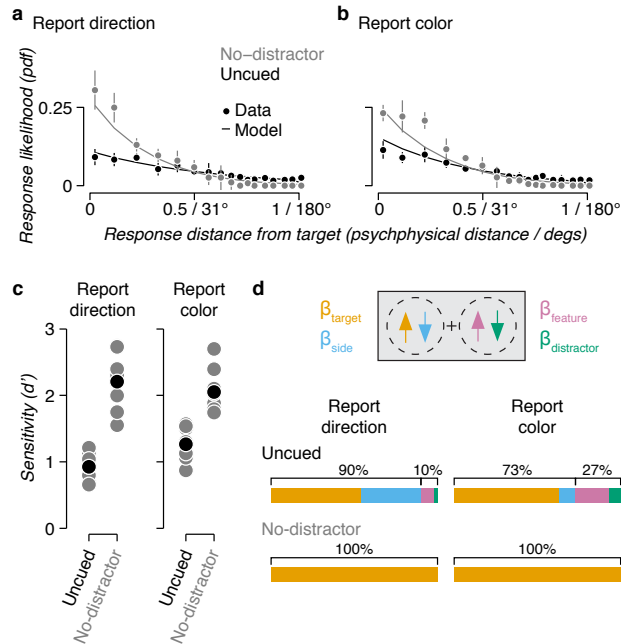 a Report direction
b Report color
No–distractor
Uncued
Data
Model
Response likelihood (pdf)
0.25
0
0 0.5 / 31° 1 / 180°
0 0.5 / 31° 1 / 180°
Response distance from target (psychphysical distance / degs)
c Report direction
Report color
Sensitivity (d')
3
2
1
0
Uncued
No-distractor
Uncued
No-distractor
d
βtarget
βside
+
βfeature
βdistractor
Report direction
Report color
Uncued
90% 10%
73% 27%
No-distractor
100%
100%